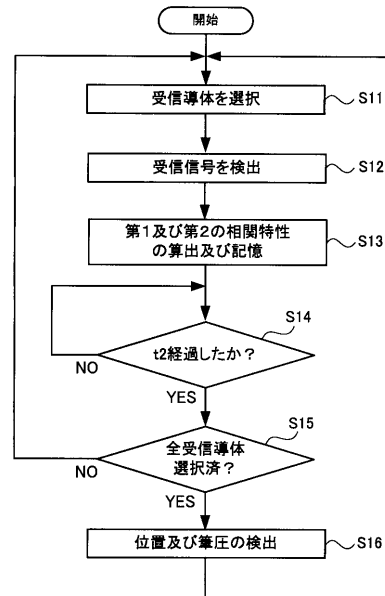 開始
受信導体を選択
S11
受信信号を検出
S12
第1及び第2の相関特性
の算出及び記憶
S13
S14
t2経過したか？
NO
YES
S15
全受信導体
選択済？
NO
YES
位置及び筆圧の検出
S16